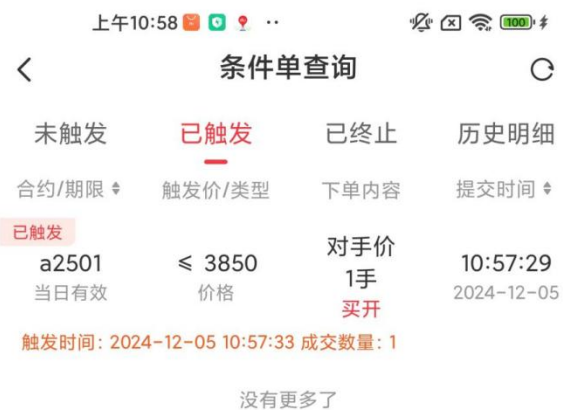 上午10:58
100
条件单查询
未触发 已触发 已终止 历史明细
合约/期限 触发价/类型 下单内容 提交时间
已触发
a2501 ≤ 3850 对手价 10:57:29
当日有效 价格 1手 2024-12-05
买开
触发时间：2024-12-05 10:57:33 成交数量：1
没有更多了